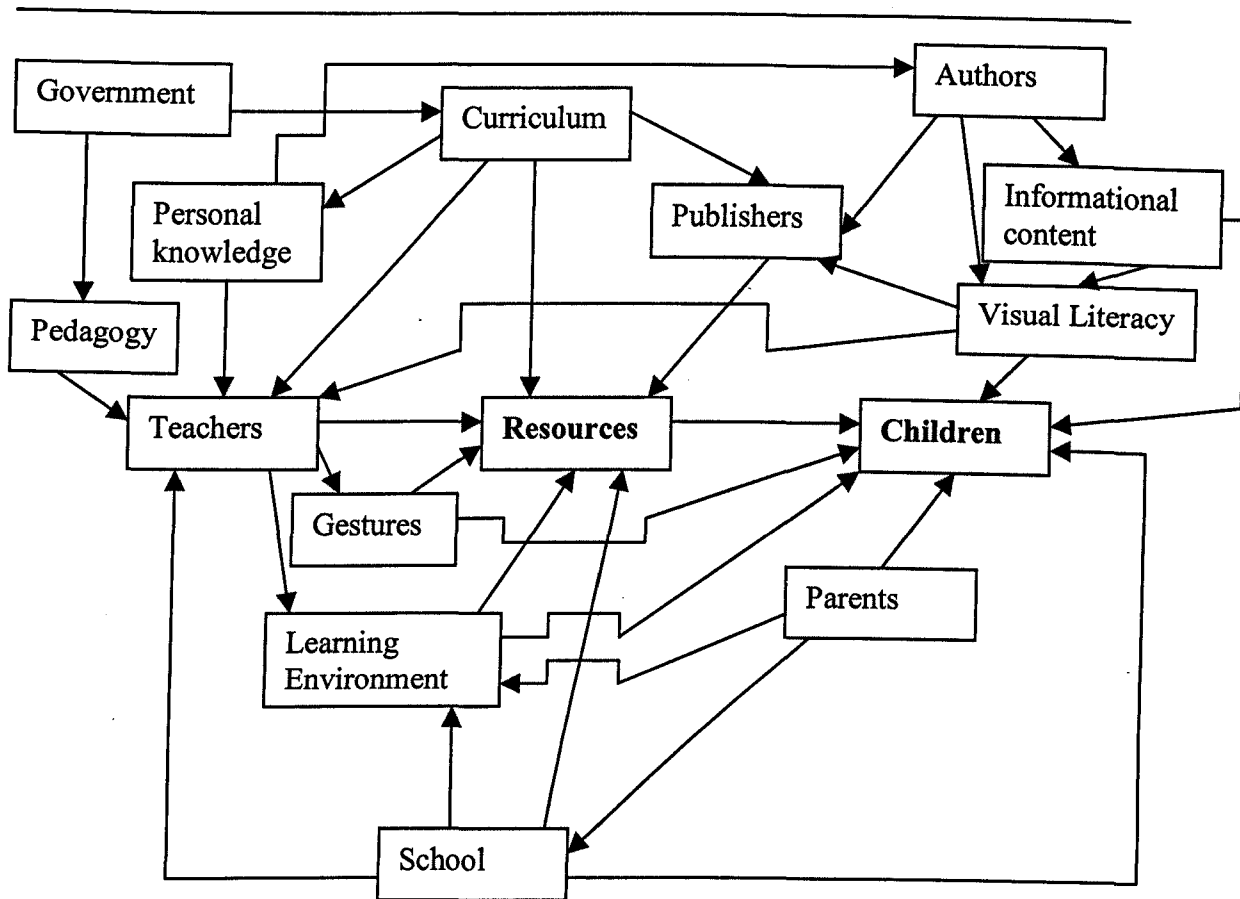 Government
Authors
Curriculum
Personal
knowledge
Publishers
Informational
content
Pedagogy
Visual Literacy
Teachers
Resources
Children
Gestures
Parents
Learning
Environment
School